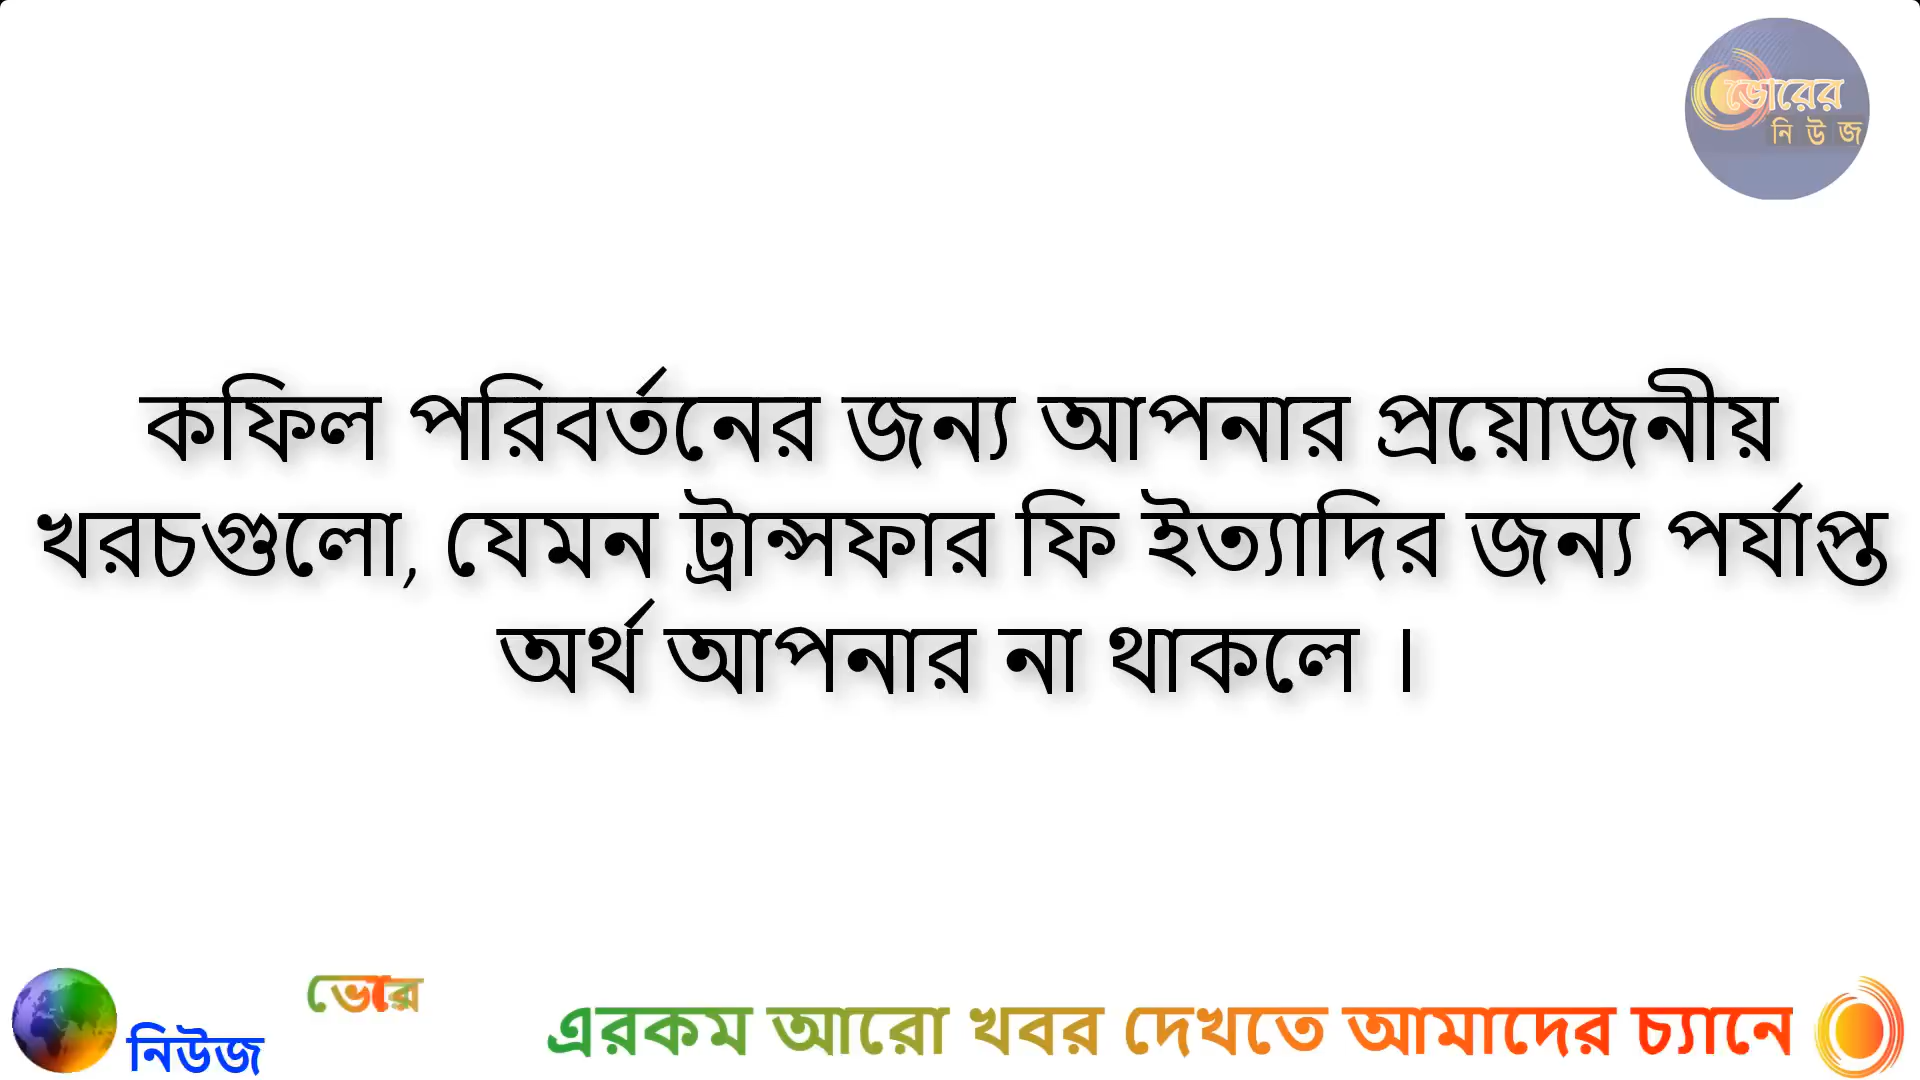 ভোরের
নিউজ
কফিল পরিবর্তনের জন্য আপনার প্রয়োজনীয়
খরচগুলো, যেমন ট্রান্সফার ফি ইত্যাদির জন্য পর্যাপ্ত
অর্থ আপনার না থাকলে ।
ভোরে
নিউজ
এরকম আরো খবর দেখতে আমাদের চ্যানে